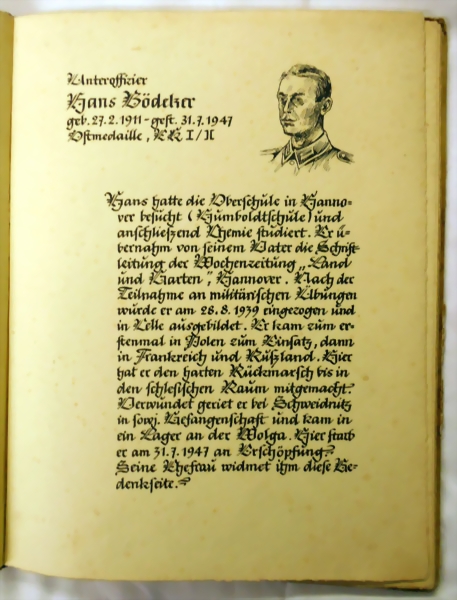 Unteroffizier
Hans Bödeker
geb. 27.2.1911 - gest. 31.7.1947
Ostmedaille, EK I/II
Hans hatte die Oberschule in Hanno-
ver besucht (Humboldtschule) und
anschließend Chemie studiert. Er ü-
bernahm von seinem Vater die Schrift-
leitung der Wochenzeitung „Land
und Garten", Hannover. Nach der
Teilnahme an militärischen Übungen
wurde er am 28.8.1939 eingezogen und
in Celle ausgebildet. Er kam zum er-
stenmal in Polen zum Einsatz, dann
in Frankreich und Rußland. Hier
hat er den harten Rückmarsch bis in
den schlesischen Raum mitgemacht.
Verwundet geriet er bei Schweidnitz
in sowj. Gefangenschaft und kam in
ein Lager an der Wolga. Hier starb
er am 31.7.1947 an Erschöpfung.
Seine Ehefrau widmet ihm diese Ge-
denkseite.